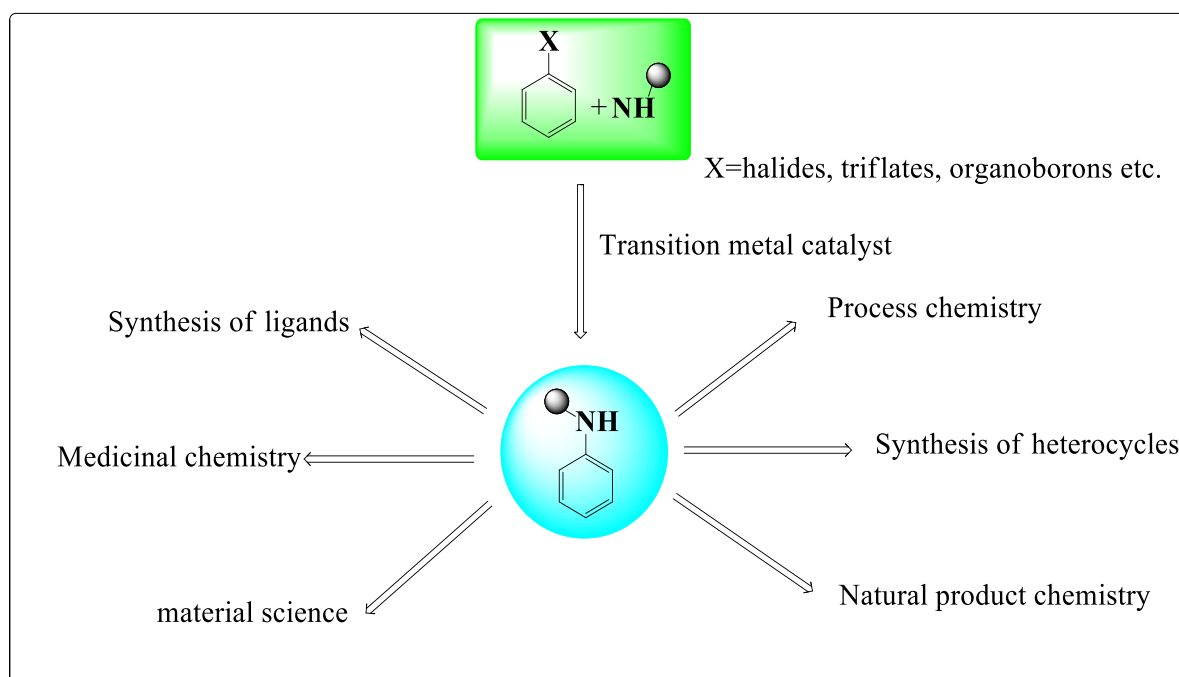 X
+ NH
X=halides, triflates, organoborons etc.
Transition metal catalyst
Synthesis of ligands
Process chemistry
NH
Medicinal chemistry
Synthesis of heterocycles
material science
Natural product chemistry